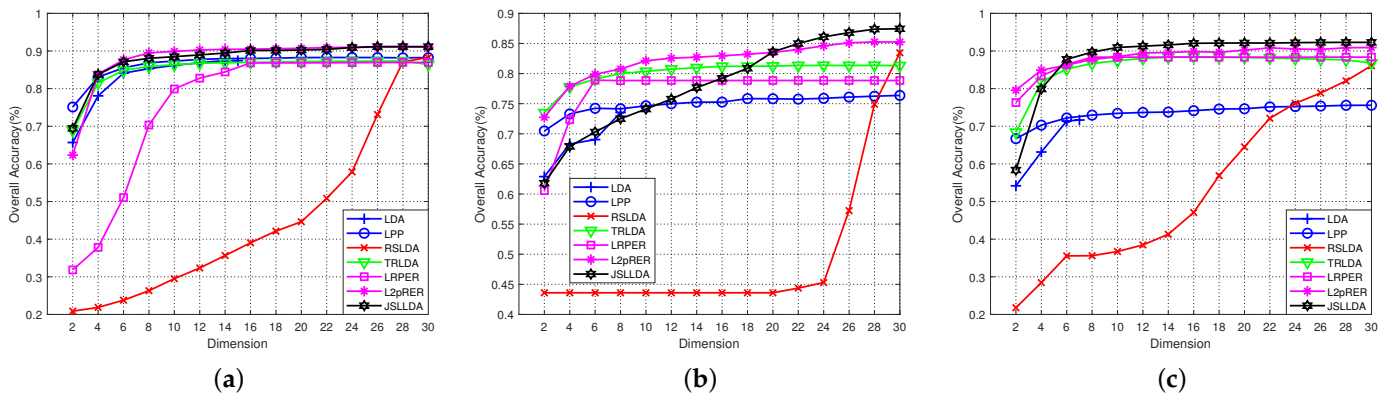 1
0.9
0.8
0.7
0.6
0.5
0.4
0.3
0.2
Overall Accuracy(%)
2 4 6 8 10 12 14 16 18 20 22 24 26 28 30
Dimension
LDA
LPP
RSLDA
TRLDA
LRPER
L2pRER
JSLLDA
(a)
0.9
0.85
0.8
0.75
0.7
0.65
0.6
0.55
0.5
0.45
0.4
Overall Accuracy(%)
2 4 6 8 10 12 14 16 18 20 22 24 26 28 30
Dimension
LDA
LPP
RSLDA
TRLDA
LRPER
L2pRER
JSLLDA
(b)
1
0.9
0.8
0.7
0.6
0.5
0.4
0.3
0.2
Overall Accuracy(%)
2 4 6 8 10 12 14 16 18 20 22 24 26 28 30
Dimension
LDA
LPP
RSLDA
TRLDA
LRPER
L2pRER
JSLLDA
(c)